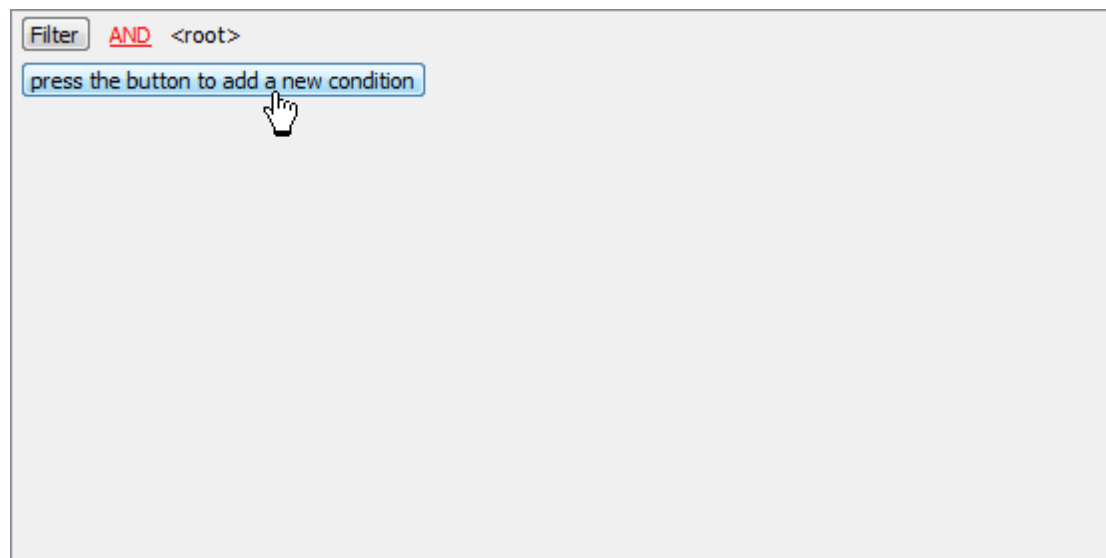 Filter AND <root>
press the button to add a new condition